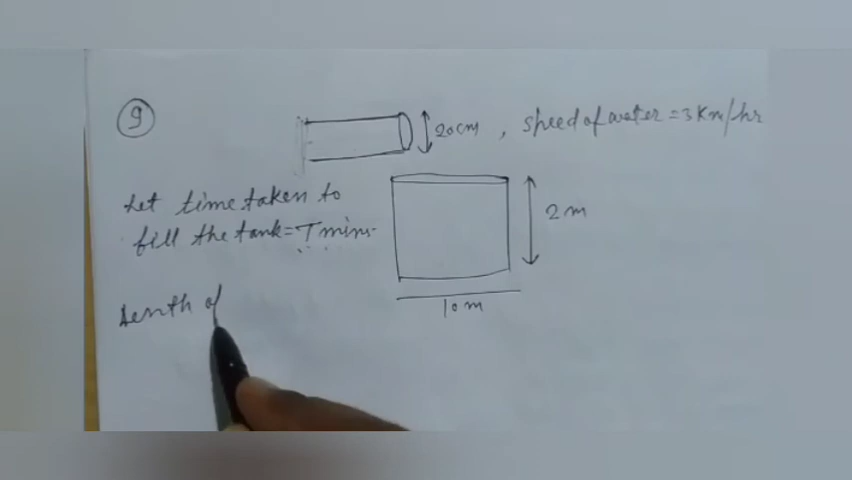 9
20cm , speed of water = 3 Km/hr
Let time taken to
fill the tank = T mins.
2 m
10 m
Lenth of